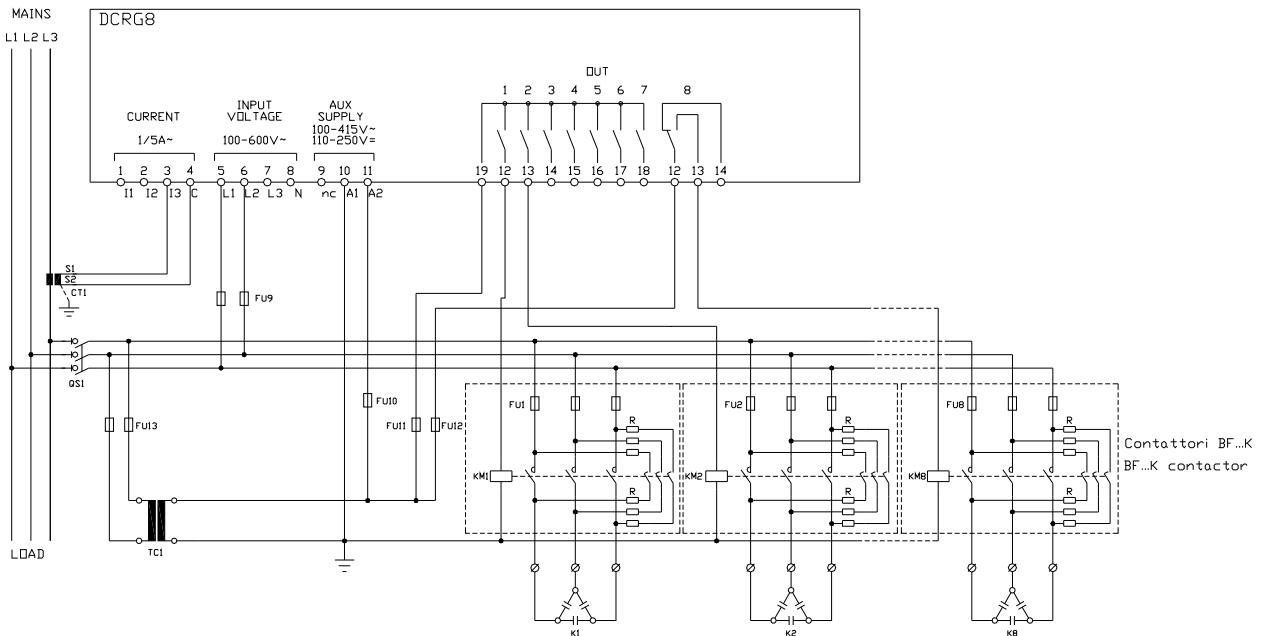 MAINS
L1 L2 L3
DCRG8
OUT
1 2 3 4 5 6 7 8
CURRENT
1/5A~
INPUT
VOLTAGE
100-600V~
AUX
SUPPLY
100-415V~
110-250V=
1 2 3 4 5 6 7 8 9 10 11 19 12 13 14 15 16 17 18 12 13 14
I1 I2 I3 C L1 L2 L3 N nc A1 A2
S1
S2
CT1
FU9
QS1
FU10
FU13
FU11
FU12
FU1
FU2
FU8
R
R
R
Contattori BF...K
BF...K contactor
KM1
KM2
KM8
R
R
R
LOAD
TC1
K1
K2
K8